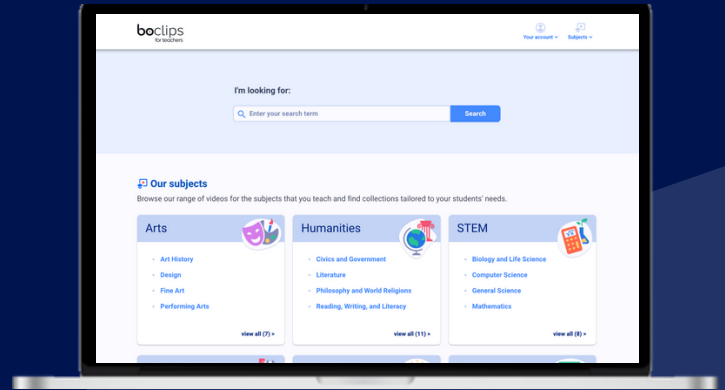 boclips
for teachers
Your account
Subjects
I'm looking for:
Enter your search term
Search
Our subjects
Browse our range of videos for the subjects that you teach and find collections tailored to your students' needs.
Arts
Art History
Design
Fine Art
Performing Arts
view all (7) »
Humanities
Civics and Government
Literature
Philosophy and World Religions
Reading, Writing, and Literacy
view all (11) »
STEM
Biology and Life Science
Computer Science
General Science
Mathematics
view all (8) »